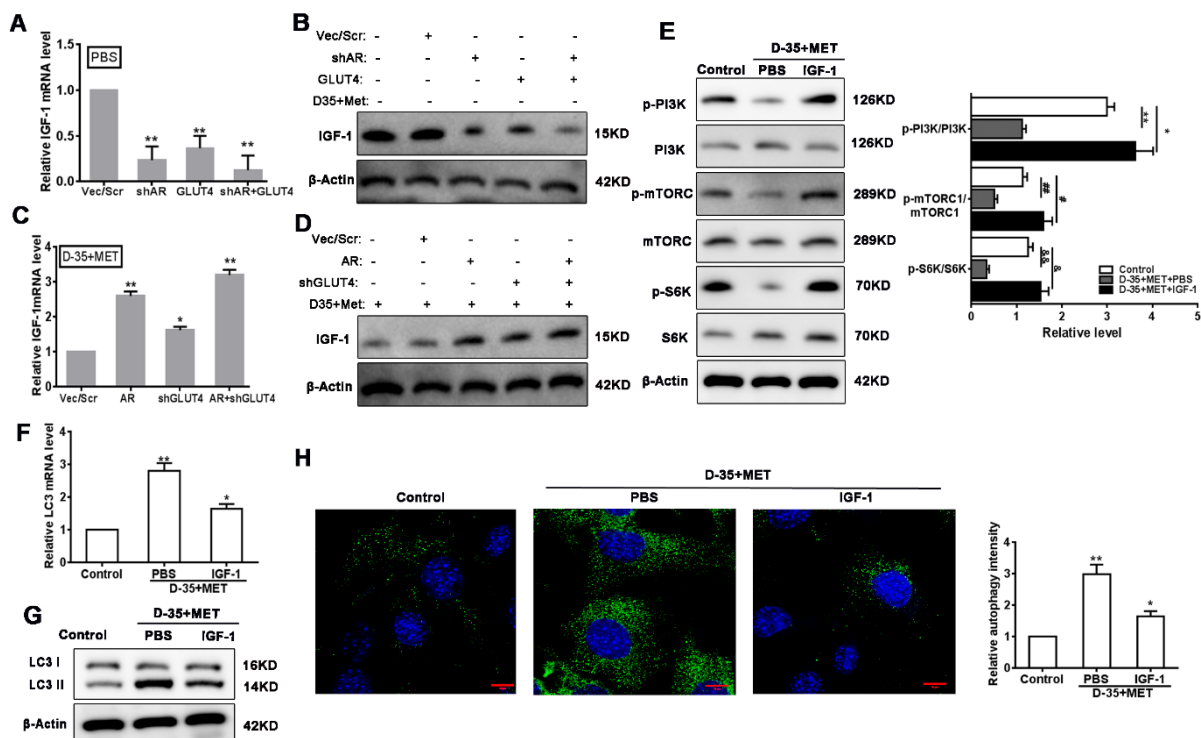 A
Relative IGF-1 mRNA level
PBS
1.5
1.0
0.5
0.0
**
**
**
Vec/Scr shAR GLUT4 shAR+GLUT4
B
Vec/Scr: - + - - -
shAR: - - + - +
GLUT4: - - - + +
D35+Met: - - - - -
IGF-1 15KD
β-Actin 42KD
C
Relative IGF-1mRNA level
D-35+MET
4
3
2
1
0
**
*
**
Vec/Scr AR shGLUT4 AR+shGLUT4
D
Vec/Scr: - + - - -
AR: - - + - +
shGLUT4: - - - + +
D35+Met: + + + + +
IGF-1 15KD
β-Actin 42KD
E
D-35+MET
Control PBS IGF-1
p-PI3K 126KD
PI3K 126KD
p-mTORC 289KD
mTORC 289KD
p-S6K 70KD
S6K 70KD
β-Actin 42KD
p-PI3K/PI3K
** *
p-mTORC1/
mTORC1
## #
p-S6K/S6K
&& &
Control
D-35+MET+PBS
D-35+MET+IGF-1
0 1 2 3 4 5
Relative level
F
Relative LC3 mRNA level
4
3
2
1
0
**
*
Control PBS IGF-1
D-35+MET
G
D-35+MET
Control PBS IGF-1
LC3 I 16KD
LC3 II 14KD
β-Actin 42KD
H
D-35+MET
Control PBS IGF-1
Relative autophagy intensity
4
3
2
1
0
**
*
Control PBS IGF-1
D-35+MET